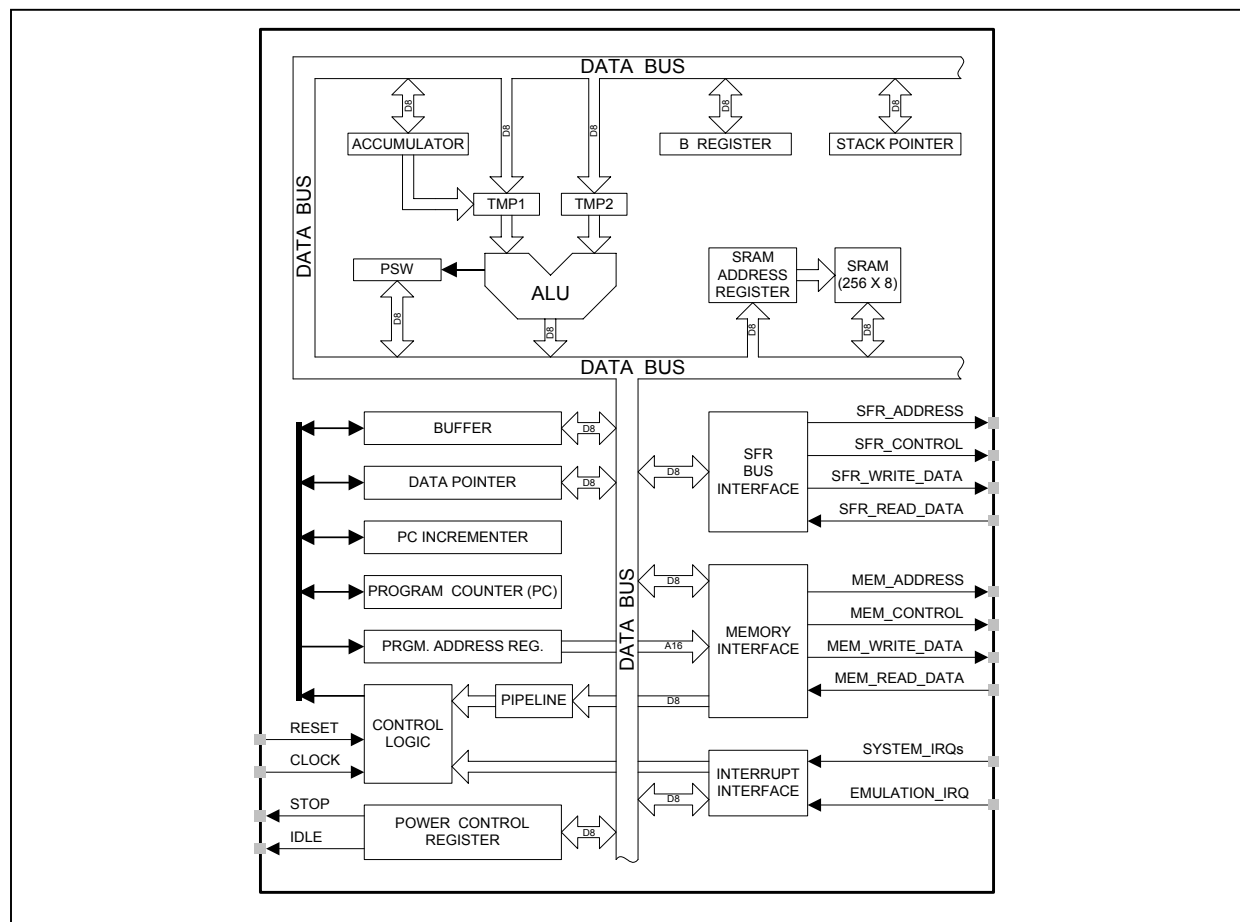 DATA BUS
D8
D8
D8
D8
D8
ACCUMULATOR
B REGISTER
STACK POINTER
DATA BUS
TMP1
TMP2
PSW
ALU
SRAM
ADDRESS
REGISTER
SRAM
(256 X 8)
D8
D8
D8
D8
DATA BUS
BUFFER
D8
DATA POINTER
D8
PC INCREMENTER
PROGRAM COUNTER (PC)
PRGM. ADDRESS REG.
A16
DATA BUS
D8
SFR
BUS
INTERFACE
SFR_ADDRESS
SFR_CONTROL
SFR_WRITE_DATA
SFR_READ_DATA
D8
MEMORY
INTERFACE
MEM_ADDRESS
MEM_CONTROL
MEM_WRITE_DATA
MEM_READ_DATA
CONTROL
LOGIC
PIPELINE
D8
RESET
CLOCK
INTERRUPT
INTERFACE
SYSTEM_IRQs
EMULATION_IRQ
D8
STOP
IDLE
POWER CONTROL
REGISTER
D8